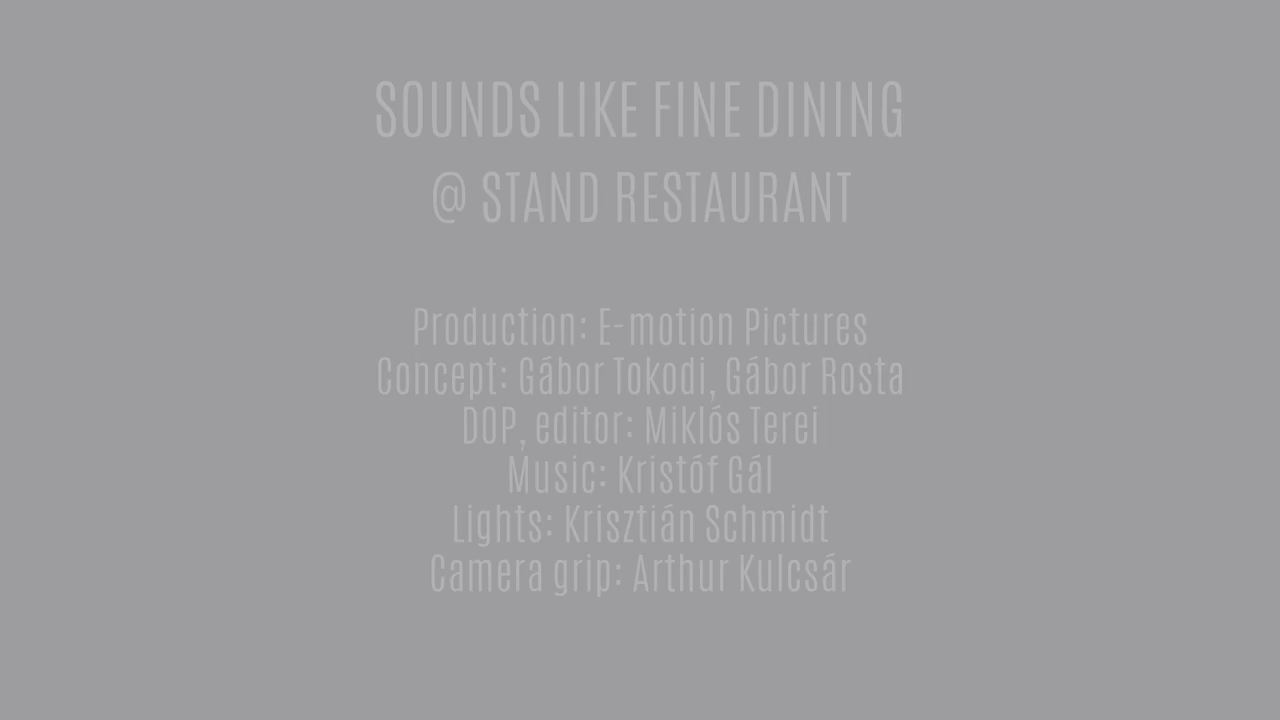 SOUNDS LIKE FINE DINING
@ STAND RESTAURANT
Production: E-motion Pictures
Concept: Gábor Tokodi, Gábor Rosta
DOP, editor: Miklós Terei
Music: Kristóf Gál
Lights: Krisztián Schmidt
Camera grip: Arthur Kulcsár